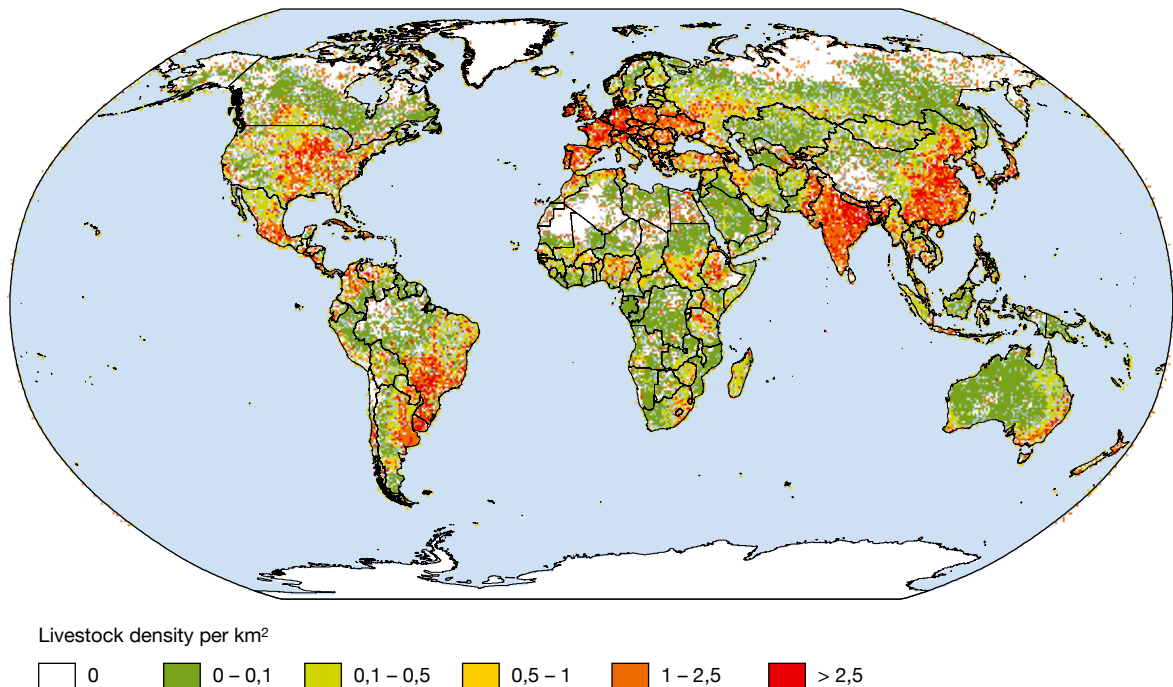 Livestock density per km²
0 0 – 0,1 0,1 – 0,5 0,5 – 1 1 – 2,5 > 2,5